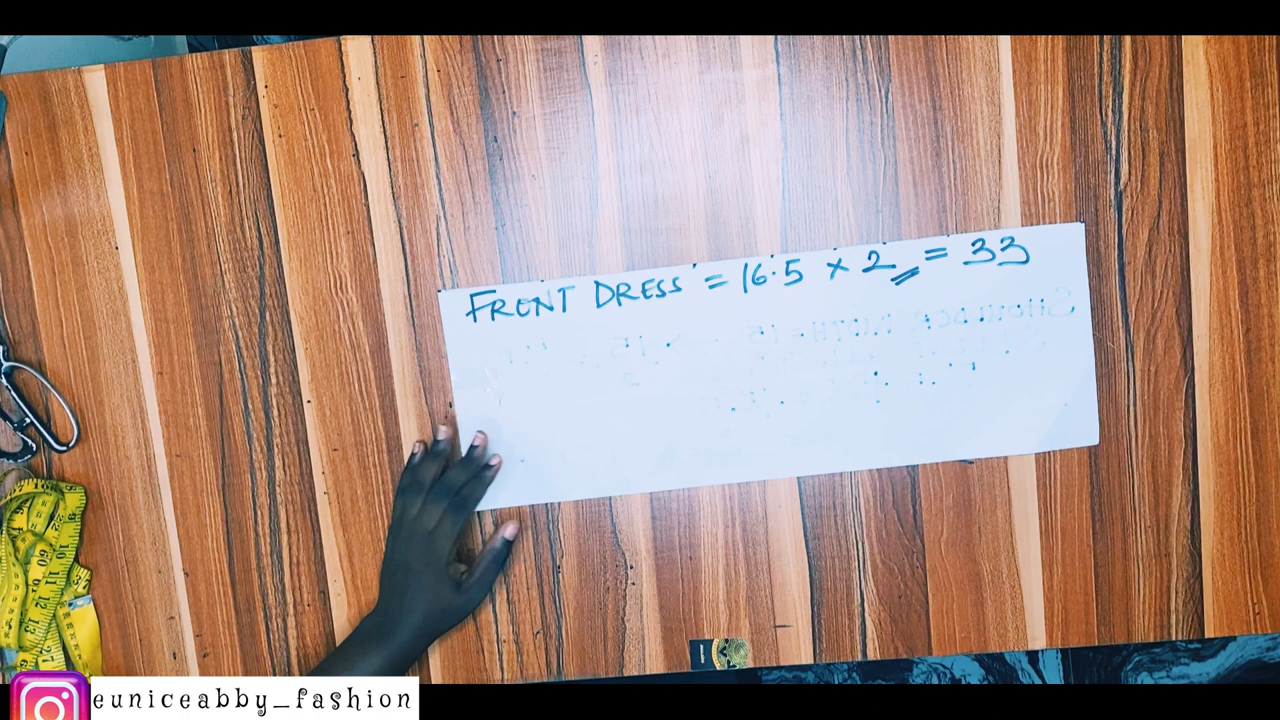 FRONT DRESS = 16.5 x 2 = 33
euniceabby_fashion